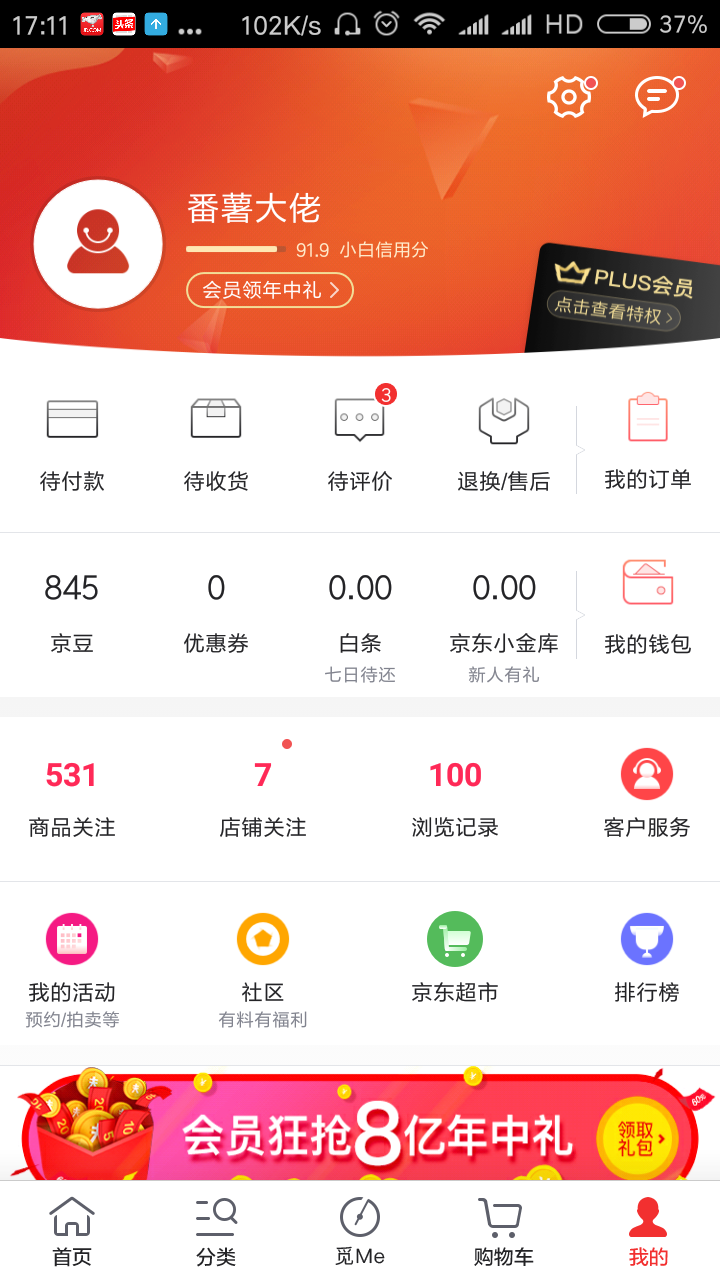 17:11 JD.COM 头条 ... 102K/s HD 37%
番薯大佬
91.9 小白信用分
会员领年中礼
PLUS会员
点击查看特权
3
待付款 待收货 待评价 退换/售后 我的订单
845 0 0.00 0.00
京豆 优惠券 白条 京东小金库 我的钱包
七日待还 新人有礼
531 7 100
商品关注 店铺关注 浏览记录 客户服务
我的活动 社区 京东超市 排行榜
预约/拍卖等 有料有福利
会员狂抢8亿年中礼
领取
礼包
首页 分类 觅Me 购物车 我的